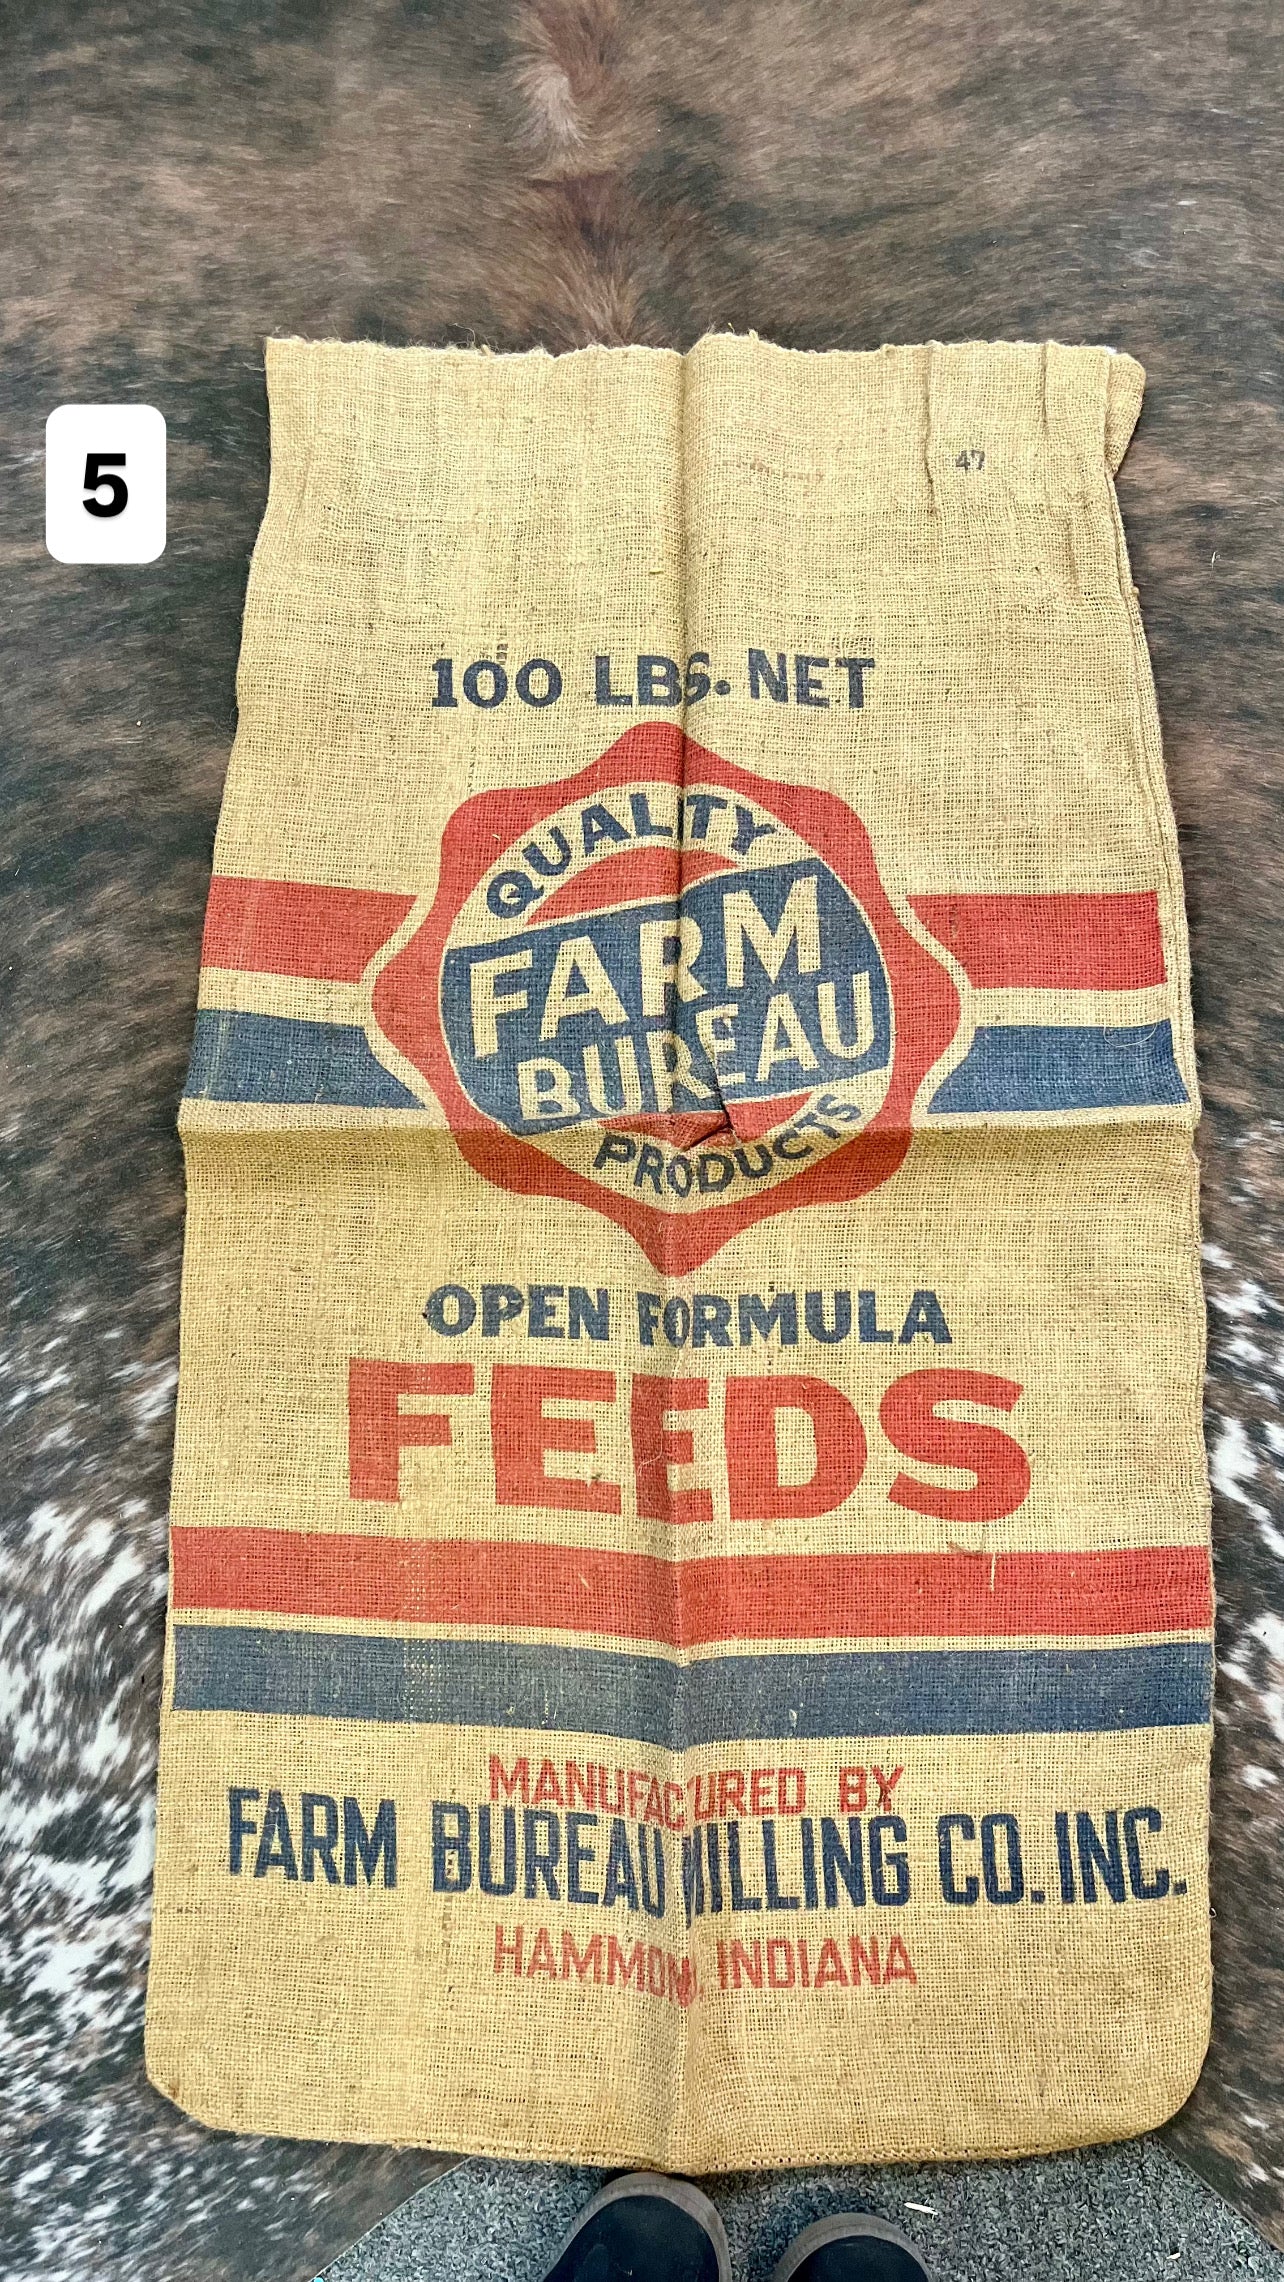 5
47
100 LBS. NET
QUALITY
FARM
BUREAU
PRODUCTS
OPEN FORMULA
FEEDS
MANUFACTURED BY
FARM BUREAU MILLING CO. INC.
HAMMOND, INDIANA